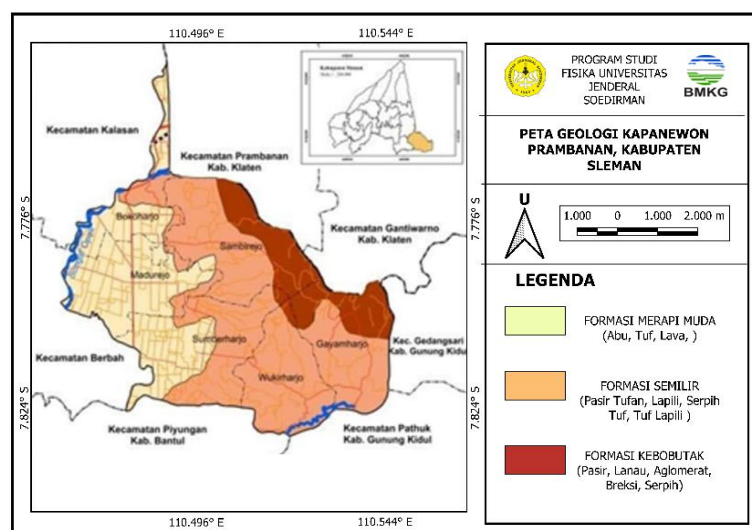 110.496° E
110.544° E
7.776° S
7.824° S
Kecamatan Kalasan
Kecamatan Prambanan
Kab. Klaten
Kecamatan Gantiwarno
Kab. Klaten
Bokoharjo
Sambirejo
Madurejo
Sumberharjo
Gayamharjo
Wukirharjo
Kecamatan Berbah
Kec. Gedangsari
Kab. Gunung Kidul
Kecamatan Piyungan
Kab. Bantul
Kecamatan Pathuk
Kab. Gunung Kidul
7.776° S
7.824° S
110.496° E
110.544° E
PROGRAM STUDI
FISIKA UNIVERSITAS
JENDERAL
SOEDIRMAN
BMKG
PETA GEOLOGI KAPANEWON
PRAMBANAN, KABUPATEN
SLEMAN
U
1.000 0 1.000 2.000 m
LEGENDA
FORMASI MERAPI MUDA
(Abu, Tuf, Lava, )
FORMASI SEMILIR
(Pasir Tufan, Lapili, Serpih
Tuf, Tuf Lapili )
FORMASI KEBOBUTAK
(Pasir, Lanau, Aglomerat,
Breksi, Serpih)